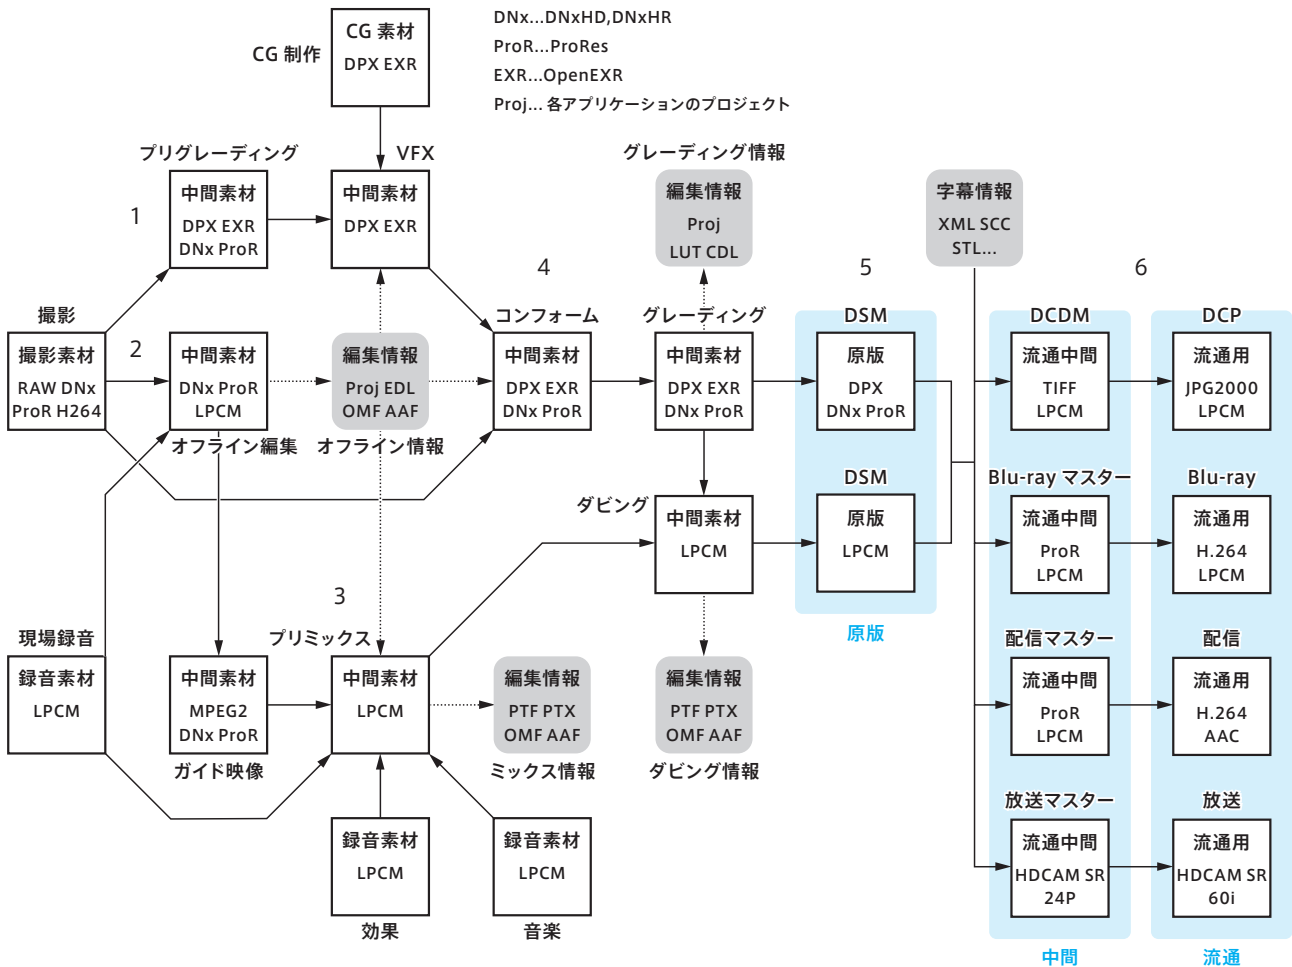 DNx...DNxHD,DNxHR
ProR...ProRes
EXR...OpenEXR
Proj...各アプリケーションのプロジェクト
CG 制作
CG 素材
DPX EXR
プリグレーディング
1
中間素材
DPX EXR
DNx ProR
VFX
中間素材
DPX EXR
グレーディング情報
編集情報
Proj
LUT CDL
字幕情報
XML SCC
STL...
撮影
撮影素材
RAW DNx
ProR H264
2
中間素材
DNx ProR
LPCM
オフライン編集
編集情報
Proj EDL
OMF AAF
オフライン情報
4
コンフォーム
中間素材
DPX EXR
DNx ProR
グレーディング
中間素材
DPX EXR
DNx ProR
5
DSM
原版
DPX
DNx ProR
DSM
原版
LPCM
原版
ダビング
中間素材
LPCM
編集情報
PTF PTX
OMF AAF
ダビング情報
現場録音
録音素材
LPCM
中間素材
MPEG2
DNx ProR
ガイド映像
3
プリミックス
中間素材
LPCM
編集情報
PTF PTX
OMF AAF
ミックス情報
録音素材
LPCM
効果
録音素材
LPCM
音楽
6
DCDM
流通中間
TIFF
LPCM
DCP
流通用
JPG2000
LPCM
Blu-ray マスター
流通中間
ProR
LPCM
Blu-ray
流通用
H.264
LPCM
配信マスター
流通中間
ProR
LPCM
配信
流通用
H.264
AAC
放送マスター
流通中間
HDCAM SR
24P
放送
流通用
HDCAM SR
60i
中間
流通